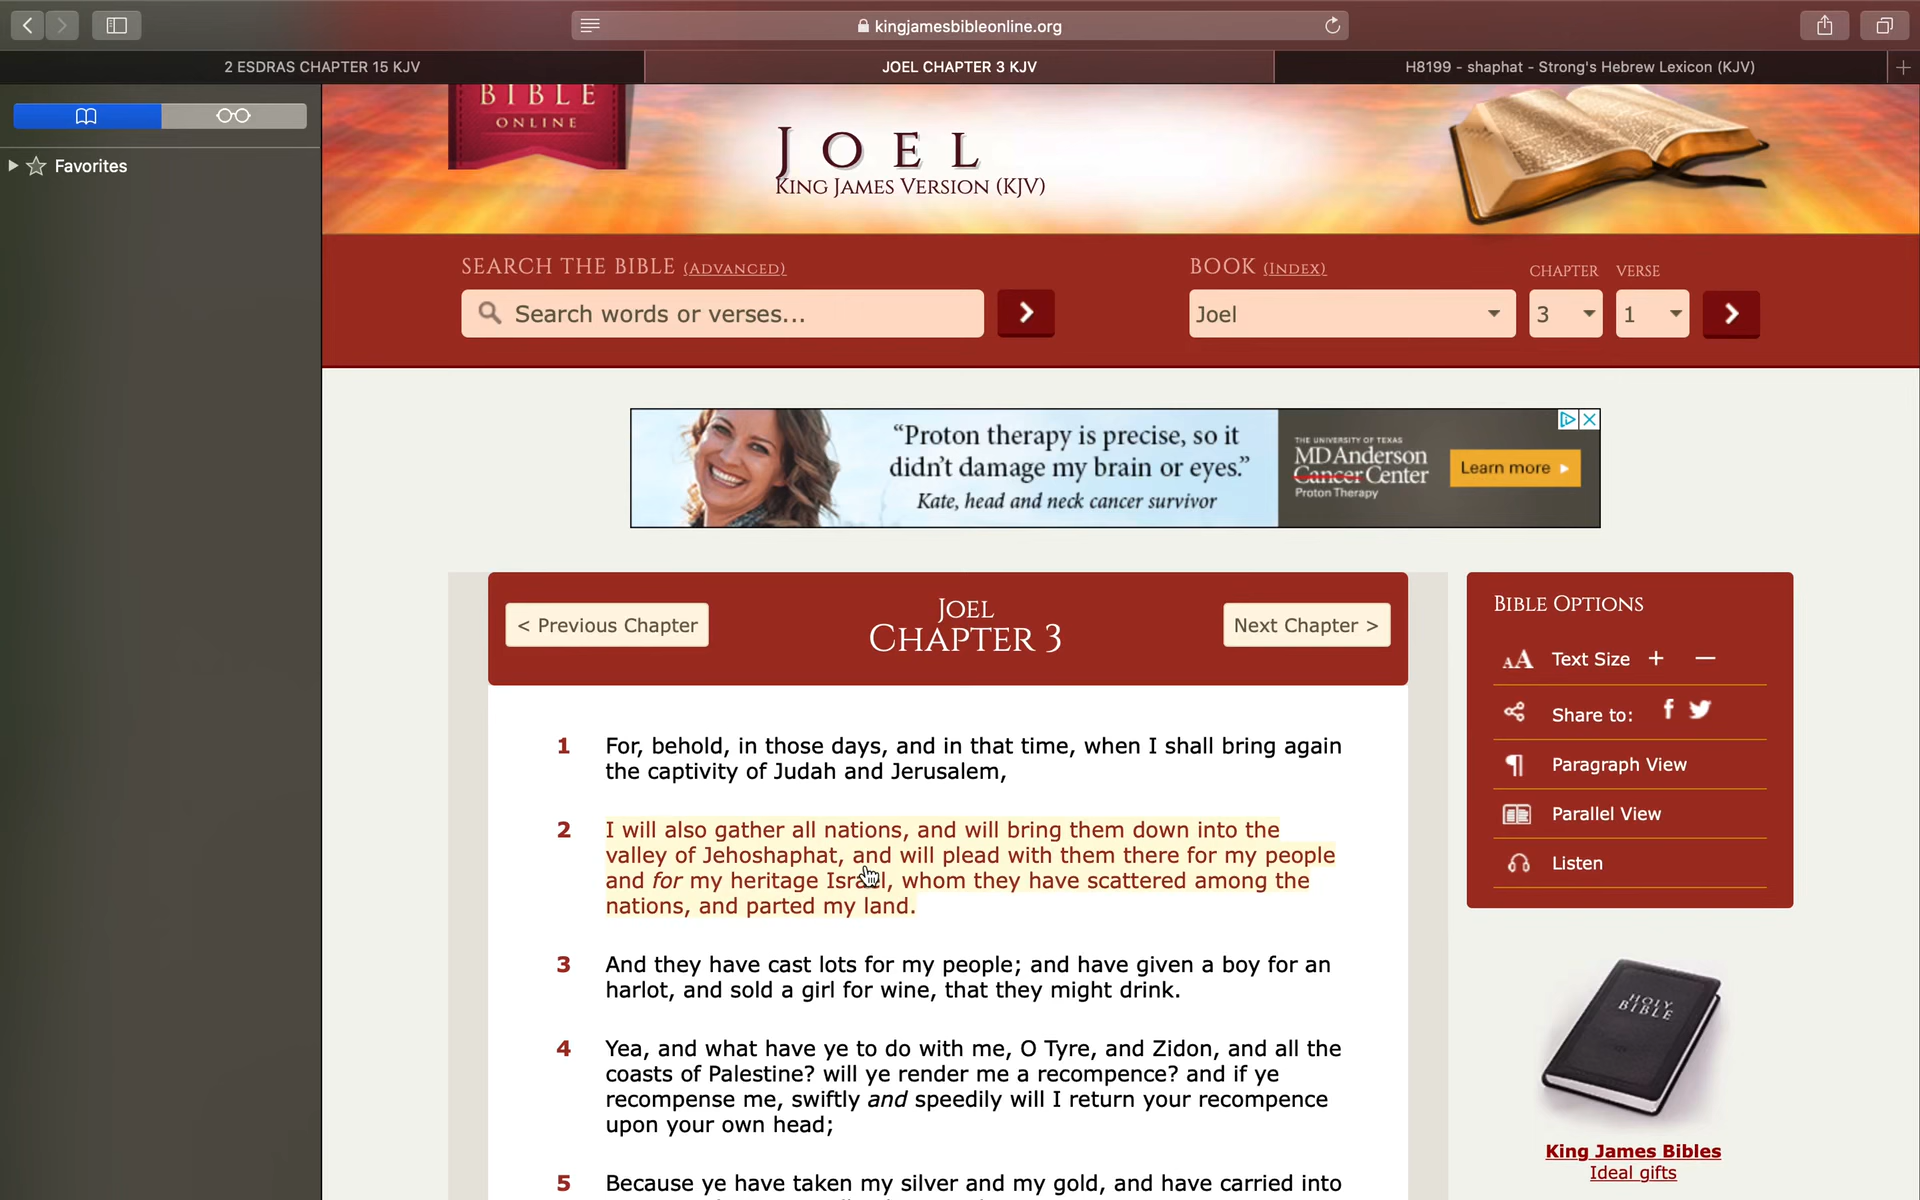 kingjamesbibleonline.org
2 ESDRAS CHAPTER 15 KJV
JOEL CHAPTER 3 KJV
H8199 - shaphat - Strong's Hebrew Lexicon (KJV)
Favorites
BIBLE
ONLINE
JOEL
KING JAMES VERSION (KJV)
SEARCH THE BIBLE (ADVANCED)
Search words or verses...
BOOK (INDEX)
CHAPTER VERSE
Joel
3
1
“Proton therapy is precise, so it
didn’t damage my brain or eyes.”
Kate, head and neck cancer survivor
THE UNIVERSITY OF TEXAS
MD Anderson
Cancer Center
Proton Therapy
Learn more
< Previous Chapter
JOEL
CHAPTER 3
Next Chapter >
1 For, behold, in those days, and in that time, when I shall bring again
the captivity of Judah and Jerusalem,
2 I will also gather all nations, and will bring them down into the
valley of Jehoshaphat, and will plead with them there for my people
and for my heritage Israel, whom they have scattered among the
nations, and parted my land.
3 And they have cast lots for my people; and have given a boy for an
harlot, and sold a girl for wine, that they might drink.
4 Yea, and what have ye to do with me, O Tyre, and Zidon, and all the
coasts of Palestine? will ye render me a recompence? and if ye
recompense me, swiftly and speedily will I return your recompence
upon your own head;
5 Because ye have taken my silver and my gold, and have carried into
BIBLE OPTIONS
AA Text Size + —
Share to: f
¶ Paragraph View
Parallel View
Listen
HOLY
BIBLE
King James Bibles
Ideal gifts